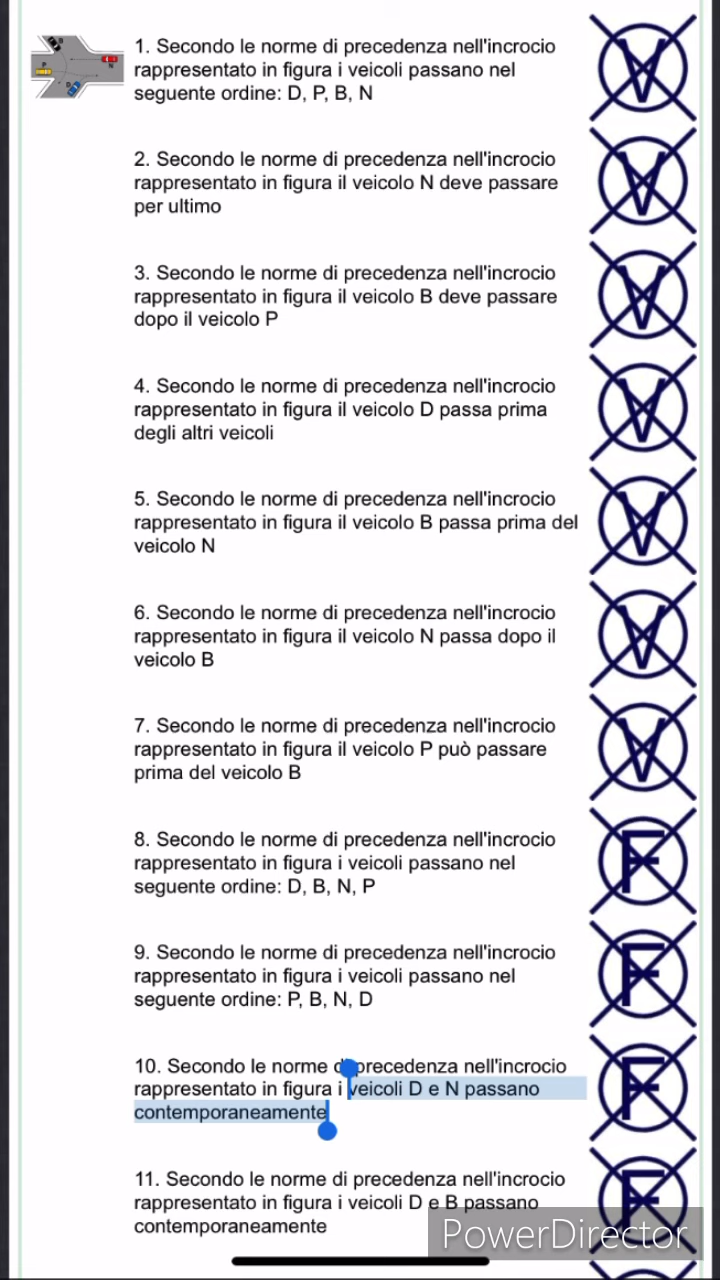 1. Secondo le norme di precedenza nell'incrocio
rappresentato in figura i veicoli passano nel
seguente ordine: D, P, B, N
V
2. Secondo le norme di precedenza nell'incrocio
rappresentato in figura il veicolo N deve passare
per ultimo
V
3. Secondo le norme di precedenza nell'incrocio
rappresentato in figura il veicolo B deve passare
dopo il veicolo P
V
4. Secondo le norme di precedenza nell'incrocio
rappresentato in figura il veicolo D passa prima
degli altri veicoli
V
5. Secondo le norme di precedenza nell'incrocio
rappresentato in figura il veicolo B passa prima del
veicolo N
V
6. Secondo le norme di precedenza nell'incrocio
rappresentato in figura il veicolo N passa dopo il
veicolo B
V
7. Secondo le norme di precedenza nell'incrocio
rappresentato in figura il veicolo P può passare
prima del veicolo B
V
8. Secondo le norme di precedenza nell'incrocio
rappresentato in figura i veicoli passano nel
seguente ordine: D, B, N, P
F
9. Secondo le norme di precedenza nell'incrocio
rappresentato in figura i veicoli passano nel
seguente ordine: P, B, N, D
F
10. Secondo le norme di precedenza nell'incrocio
rappresentato in figura i veicoli D e N passano
contemporaneamente
F
11. Secondo le norme di precedenza nell'incrocio
rappresentato in figura i veicoli D e B passano
contemporaneamente
F
PowerDirector